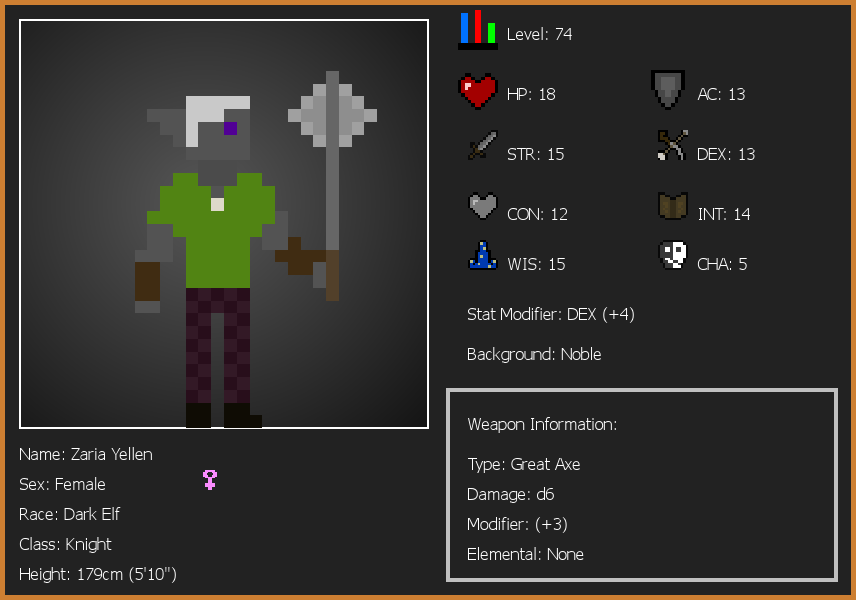 Level: 74
HP: 18
AC: 13
STR: 15
DEX: 13
CON: 12
INT: 14
WIS: 15
CHA: 5
Stat Modifier: DEX (+4)
Background: Noble
Weapon Information:
Type: Great Axe
Damage: d6
Modifier: (+3)
Elemental: None
Name: Zaria Yellen
Sex: Female
Race: Dark Elf
Class: Knight
Height: 179cm (5'10")